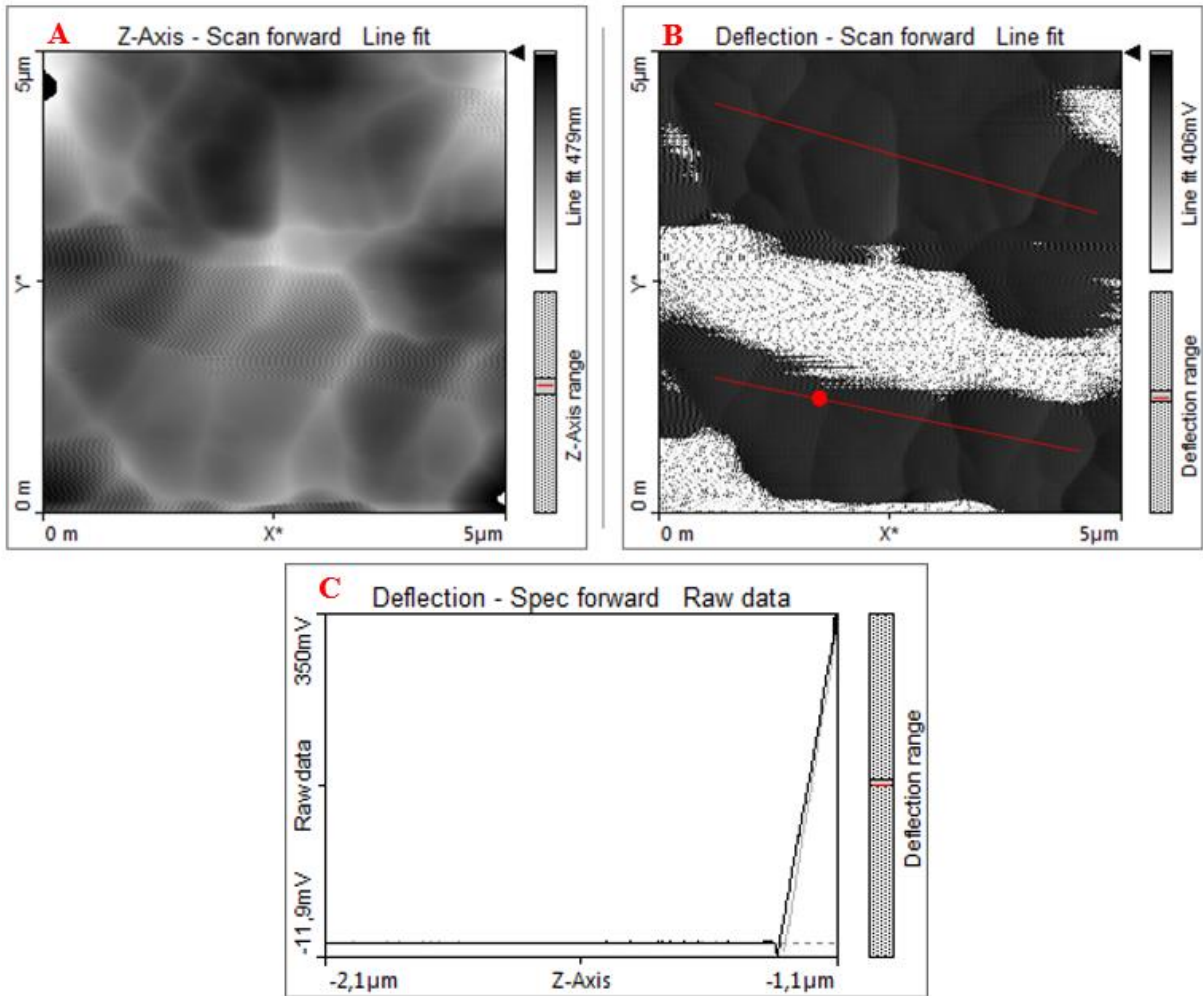 A
Z-Axis - Scan forward Line fit
5µm
Y*
0 m
0 m
X*
5µm
Line fit 479nm
Z-Axis range
B
Deflection - Scan forward Line fit
5µm
Y*
0 m
0 m
X*
5µm
Line fit 406mV
Deflection range
C
Deflection - Spec forward Raw data
350mV
Raw data
-11,9mV
-2,1µm
Z-Axis
-1,1µm
Deflection range